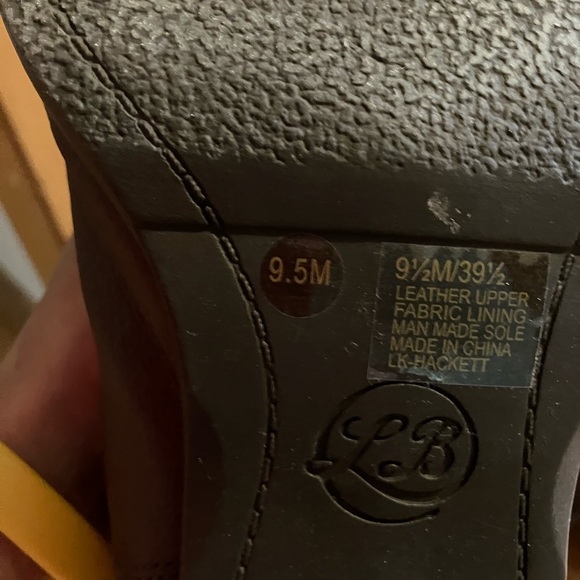 9.5M
9½M/39½
LEATHER UPPER
FABRIC LINING
MAN MADE SOLE
MADE IN CHINA
LK-HACKETT
LB